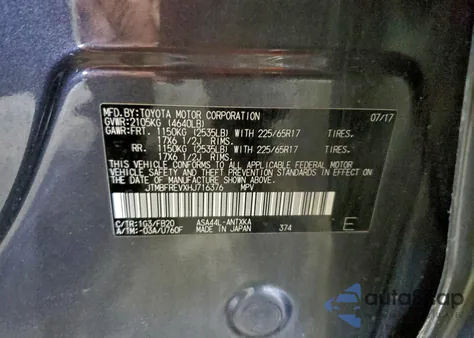 MFD.BY:TOYOTA MOTOR CORPORATION 07/17
GVWR:2105KG (4640LB)
GAWR:FRT. 1150KG (2535LB) WITH 225/65R17 TIRES.
17X6 1/2J RIMS.
RR. 1150KG (2535LB) WITH 225/65R17 TIRES.
17X6 1/2J RIMS.
THIS VEHICLE CONFORMS TO ALL APPLICABLE FEDERAL MOTOR
VEHICLE SAFETY AND BUMPER STANDARDS IN EFFECT ON THE DATE OF
MANUFACTURE SHOWN ABOVE.
JTMBFREVXHJ716376 MPV
C/TR:1G3/FB20 ASA44L-ANTXKA
A/TM:-03A/U760F MADE IN JAPAN 374 E